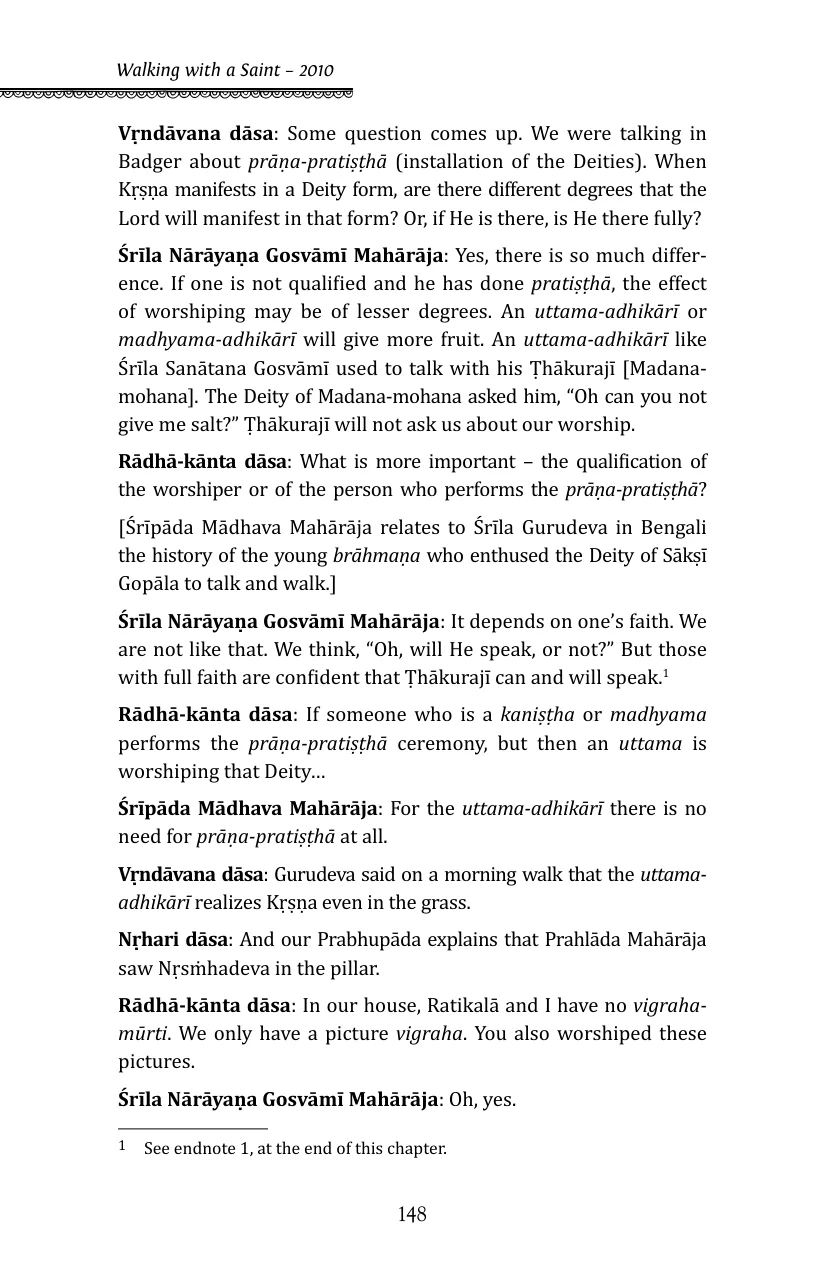 Walking with a Saint – 2010
Vṛndāvana dāsa: Some question comes up. We were talking in
Badger about prāṇa-pratiṣṭhā (installation of the Deities). When
Kṛṣṇa manifests in a Deity form, are there different degrees that the
Lord will manifest in that form? Or, if He is there, is He there fully?
Śrīla Nārāyaṇa Gosvāmī Mahārāja: Yes, there is so much differ-
ence. If one is not qualified and he has done pratiṣṭhā, the effect
of worshiping may be of lesser degrees. An uttama-adhikārī or
madhyama-adhikārī will give more fruit. An uttama-adhikārī like
Śrīla Sanātana Gosvāmī used to talk with his Ṭhākurajī [Madana-
mohana]. The Deity of Madana-mohana asked him, “Oh can you not
give me salt?” Ṭhākurajī will not ask us about our worship.
Rādhā-kānta dāsa: What is more important – the qualification of
the worshiper or of the person who performs the prāṇa-pratiṣṭhā?
[Śrīpāda Mādhava Mahārāja relates to Śrīla Gurudeva in Bengali
the history of the young brāhmaṇa who enthused the Deity of Sākṣī
Gopāla to talk and walk.]
Śrīla Nārāyaṇa Gosvāmī Mahārāja: It depends on one’s faith. We
are not like that. We think, “Oh, will He speak, or not?” But those
with full faith are confident that Ṭhākurajī can and will speak.1
Rādhā-kānta dāsa: If someone who is a kaniṣṭha or madhyama
performs the prāṇa-pratiṣṭhā ceremony, but then an uttama is
worshiping that Deity…
Śrīpāda Mādhava Mahārāja: For the uttama-adhikārī there is no
need for prāṇa-pratiṣṭhā at all.
Vṛndāvana dāsa: Gurudeva said on a morning walk that the uttama-
adhikārī realizes Kṛṣṇa even in the grass.
Nṛhari dāsa: And our Prabhupāda explains that Prahlāda Mahārāja
saw Nṛsṁhadeva in the pillar.
Rādhā-kānta dāsa: In our house, Ratikalā and I have no vigraha-
mūrti. We only have a picture vigraha. You also worshiped these
pictures.
Śrīla Nārāyaṇa Gosvāmī Mahārāja: Oh, yes.
1 See endnote 1, at the end of this chapter.
148